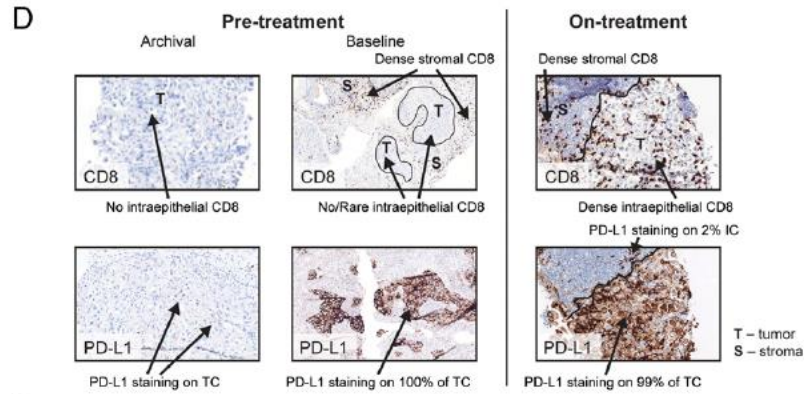 D
Pre-treatment
On-treatment
Archival
Baseline
Dense stromal CD8
Dense stromal CD8
T
CD8
No intraepithelial CD8
S
T
T
S
CD8
No/Rare intraepithelial CD8
S
T
CD8
Dense intraepithelial CD8
PD-L1 staining on 2% IC
PD-L1
PD-L1 staining on TC
PD-L1
PD-L1 staining on 100% of TC
PD-L1
PD-L1 staining on 99% of TC
T – tumor
S – stroma